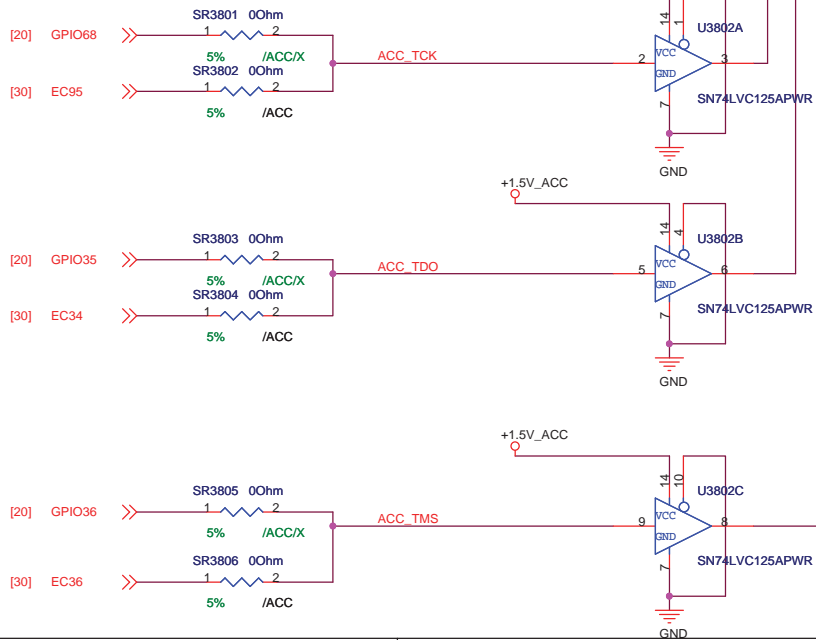 SR3801 0Ohm
14
1
U3802A
[20] GPIO68
1
2
5% /ACC/X
ACC_TCK
VCC
2
3
SR3802 0Ohm
GND
[30] EC95
1
2
SN74LVC125APWR
7
5% /ACC
GND
+1.5V_ACC
14
4
SR3803 0Ohm
U3802B
[20] GPIO35
1
2
VCC
ACC_TDO
5
6
5% /ACC/X
GND
SR3804 0Ohm
[30] EC34
1
2
7
SN74LVC125APWR
5% /ACC
GND
+1.5V_ACC
14
10
SR3805 0Ohm
U3802C
[20] GPIO36
1
2
VCC
ACC_TMS
9
8
5% /ACC/X
GND
SR3806 0Ohm
SN74LVC125APWR
7
[30] EC36
1
2
5% /ACC
GND